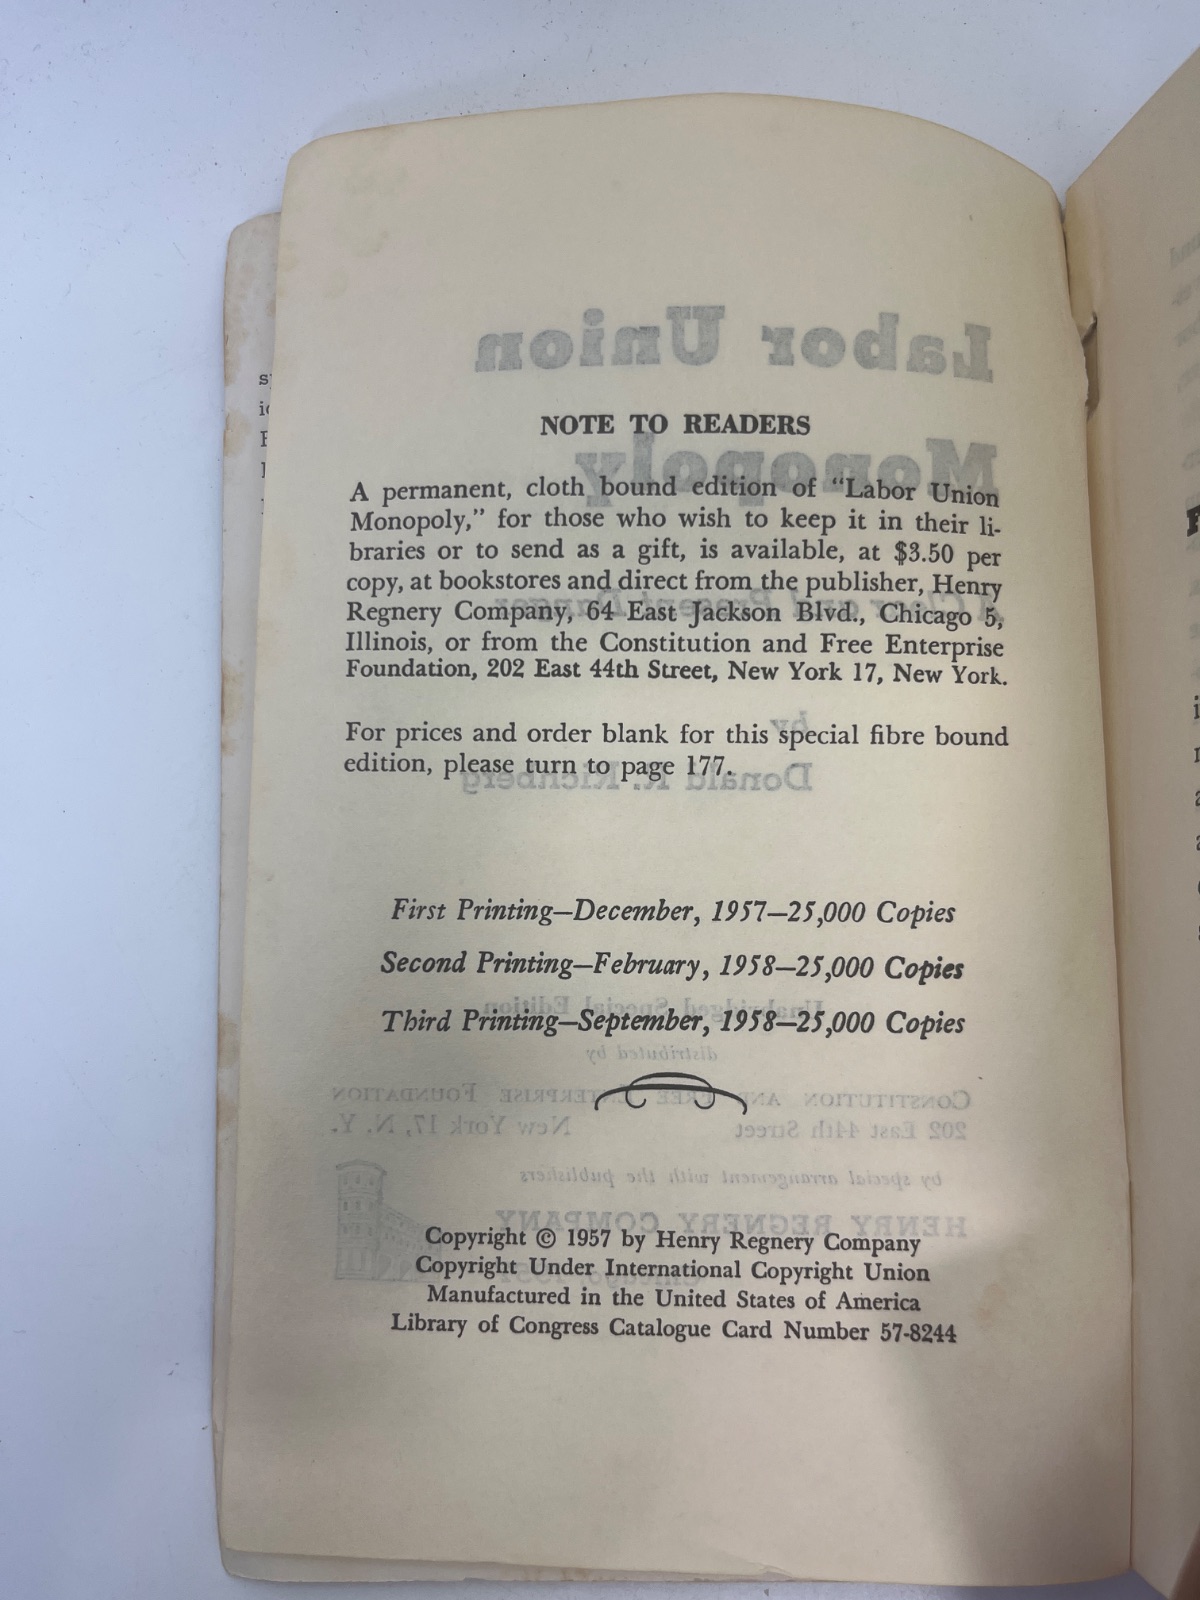 NOTE TO READERS
A permanent, cloth bound edition of “Labor Union
Monopoly,” for those who wish to keep it in their li-
braries or to send as a gift, is available, at $3.50 per
copy, at bookstores and direct from the publisher, Henry
Regnery Company, 64 East Jackson Blvd., Chicago 5,
Illinois, or from the Constitution and Free Enterprise
Foundation, 202 East 44th Street, New York 17, New York.
For prices and order blank for this special fibre bound
edition, please turn to page 177.
First Printing—December, 1957—25,000 Copies
Second Printing—February, 1958—25,000 Copies
Third Printing—September, 1958—25,000 Copies
Copyright © 1957 by Henry Regnery Company
Copyright Under International Copyright Union
Manufactured in the United States of America
Library of Congress Catalogue Card Number 57-8244